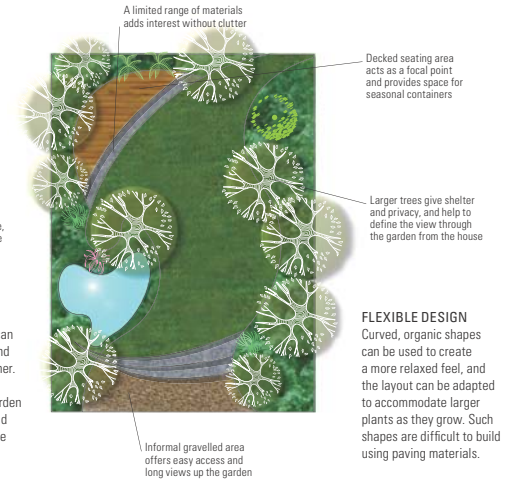 A limited range of materials
adds interest without clutter
Decked seating area
acts as a focal point
and provides space for
seasonal containers
Larger trees give shelter
and privacy, and help to
define the view through
the garden from the house
FLEXIBLE DESIGN
Curved, organic shapes
can be used to create
a more relaxed feel, and
the layout can be adapted
to accommodate larger
plants as they grow. Such
shapes are difficult to build
using paving materials.
Informal gravelled area
offers easy access and
long views up the garden